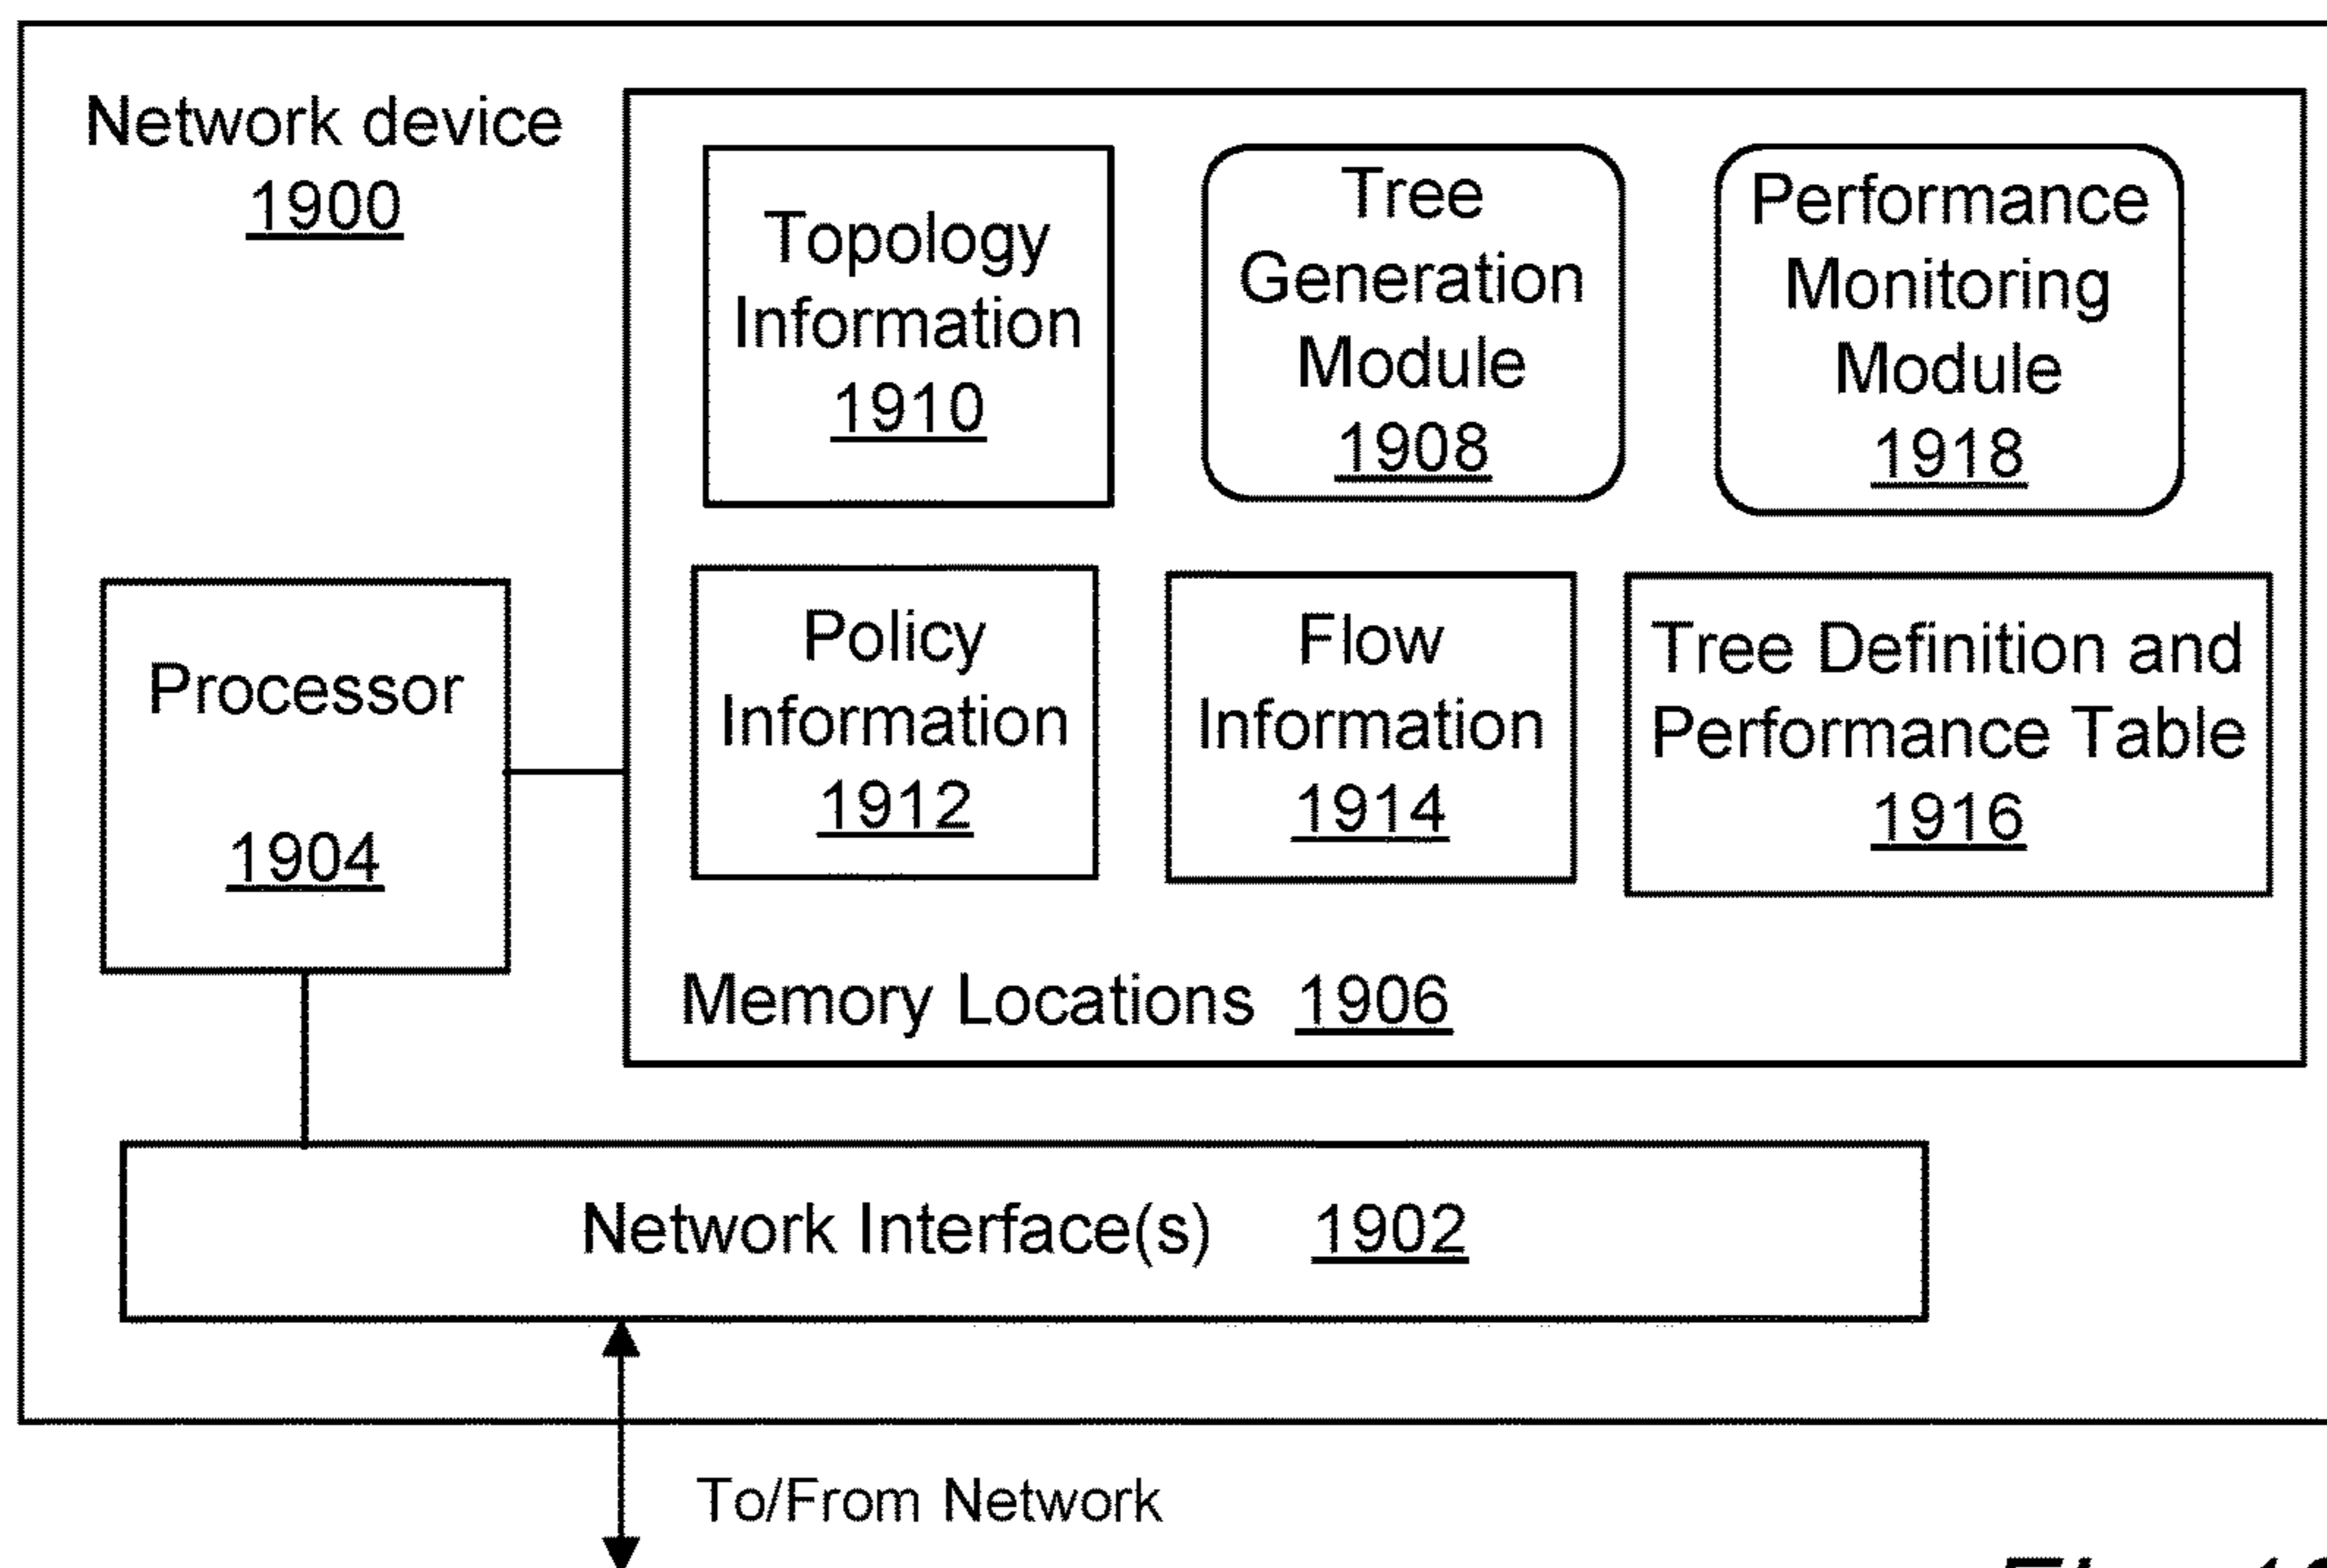 Network device
1900
Topology
Information
1910
Tree
Generation
Module
1908
Performance
Monitoring
Module
1918
Processor
1904
Policy
Information
1912
Flow
Information
1914
Tree Definition and
Performance Table
1916
Memory Locations 1906
Network Interface(s) 1902
To/From Network